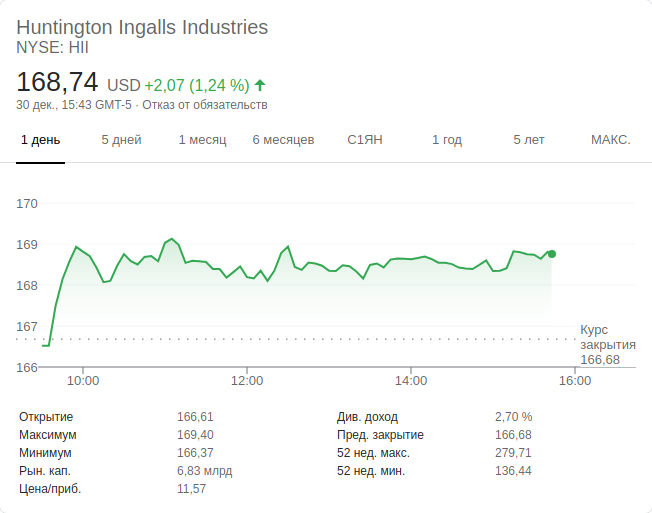 Huntington Ingalls Industries
NYSE: HII
168,74 USD +2,07 (1,24 %)
30 дек., 15:43 GMT-5 · Отказ от обязательств
1 день 5 дней 1 месяц 6 месяцев С1ЯН 1 год 5 лет МАКС.
170
169
168
167
166
Курс
закрытия
166,68
10:00 12:00 14:00 16:00
Открытие 166,61 Див. доход 2,70 %
Максимум 169,40 Пред. закрытие 166,68
Минимум 166,37 52 нед. макс. 279,71
Рын. кап. 6,83 млрд 52 нед. мин. 136,44
Цена/приб. 11,57